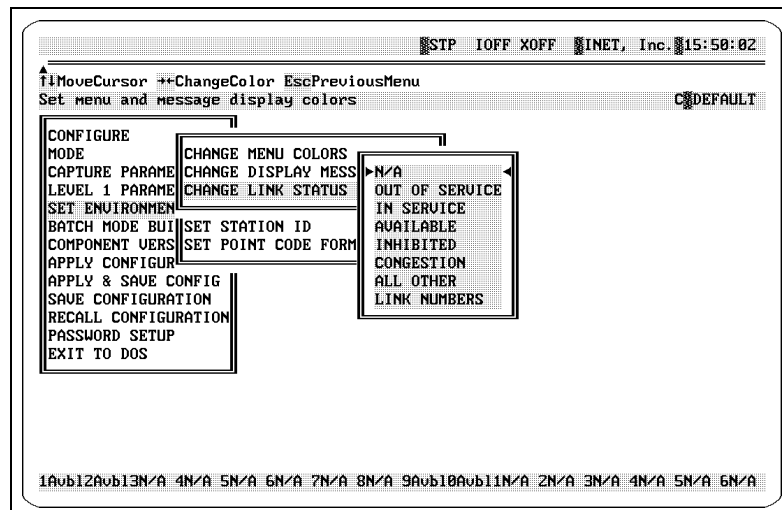 STP IOFF XOFF INET, Inc. 15:50:02
↑↓MoveCursor →←ChangeColor EscPreviousMenu
Set menu and message display colors C DEFAULT
CONFIGURE
MODE
CAPTURE PARAME
LEVEL 1 PARAME
SET ENVIRONMEN
BATCH MODE BUI
COMPONENT VERS
APPLY CONFIGUR
APPLY & SAVE CONFIG
SAVE CONFIGURATION
RECALL CONFIGURATION
PASSWORD SETUP
EXIT TO DOS
CHANGE MENU COLORS
CHANGE DISPLAY MESS
CHANGE LINK STATUS
SET STATION ID
SET POINT CODE FORM
N/A
OUT OF SERVICE
IN SERVICE
AVAILABLE
INHIBITED
CONGESTION
ALL OTHER
LINK NUMBERS
1Avbl2Avbl3N/A 4N/A 5N/A 6N/A 7N/A 8N/A 9Avbl0Avbl1N/A 2N/A 3N/A 4N/A 5N/A 6N/A